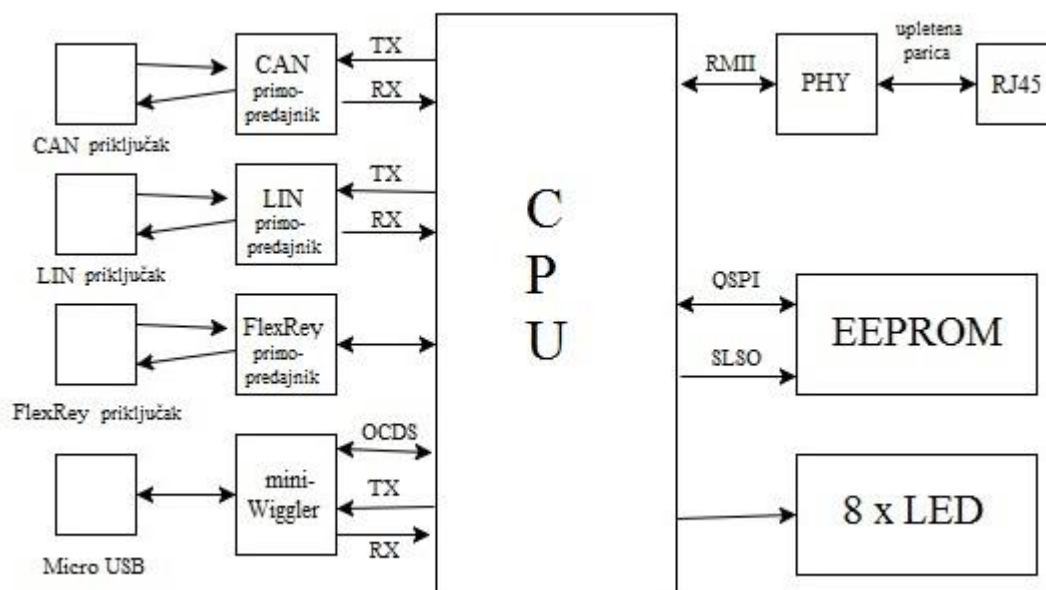 CAN priključak
CAN
primo-
predajnik
TX
RX
LIN priključak
LIN
primo-
predajnik
TX
RX
FlexRey priključak
FlexRey
primo-
predajnik
Micro USB
mini-
Wiggler
OCDS
TX
RX
C
P
U
RMII
PHY
upletena
parica
RJ45
QSPI
SLSO
EEPROM
8 x LED